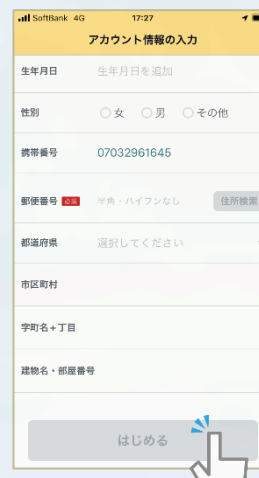 SoftBank 4G 17:27
アカウント情報の入力
生年月日 生年月日を追加
性別 女 男 その他
携帯番号 07032961645
郵便番号 必須 半角・ハイフンなし 住所検索
都道府県 選択してください
市区町村
字町名+丁目
建物名・部屋番号
はじめる